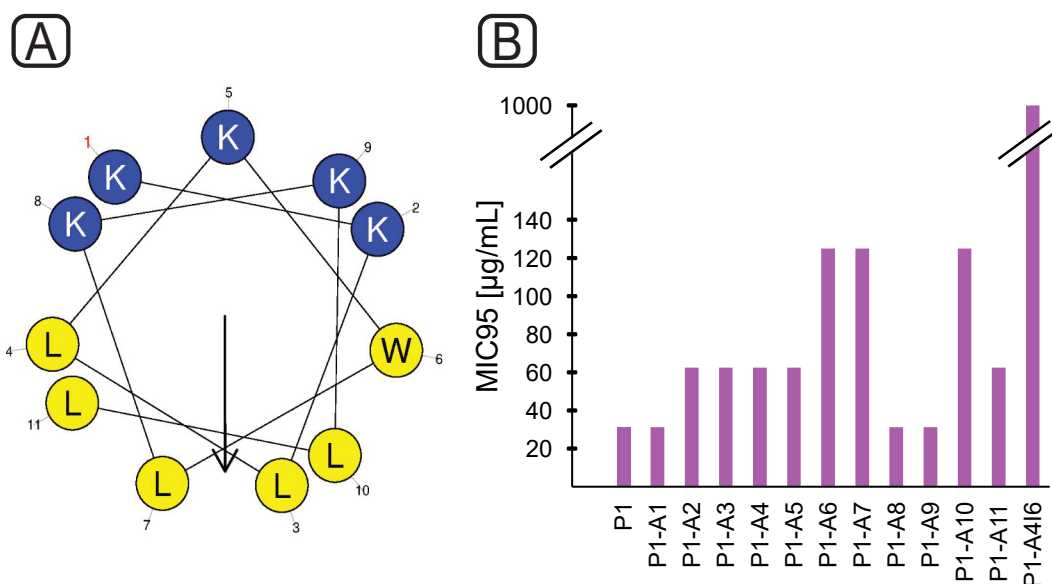 A
B
5
1
9
K
K
K
8
2
K
K
4
L
W
6
L
11
L
L
L
10
7
3
MIC95 [µg/mL]
1000
140
120
100
80
60
40
20
P1
P1-A1
P1-A2
P1-A3
P1-A4
P1-A5
P1-A6
P1-A7
P1-A8
P1-A9
P1-A10
P1-A11
P1-A4I6